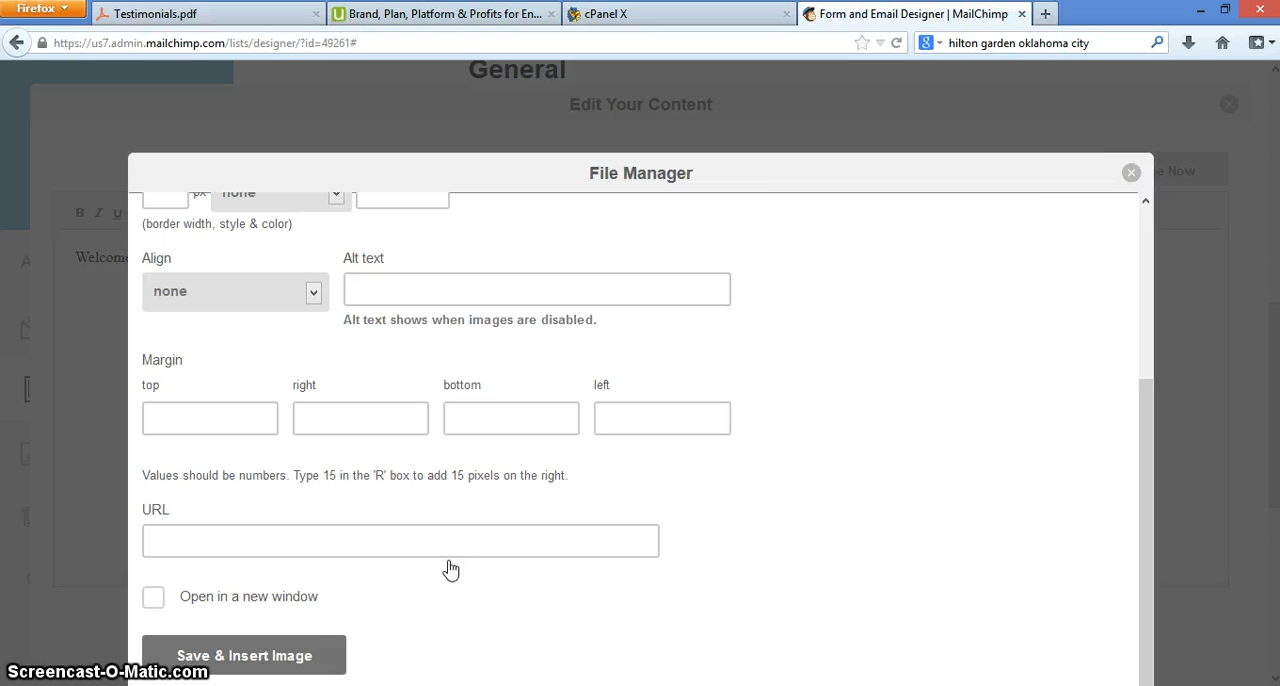 Firefox
Testimonials.pdf
Brand, Plan, Platform & Profits for En...
cPanel X
Form and Email Designer | MailChimp
https://us7.admin.mailchimp.com/lists/designer/?id=49261#
hilton garden oklahoma city
General
Edit Your Content
File Manager
e Now
B I U
px none
(border width, style & color)
Welcome
Align Alt text
none
Alt text shows when images are disabled.
Margin
top right bottom left
Values should be numbers. Type 15 in the 'R' box to add 15 pixels on the right.
URL
Open in a new window
Save & Insert Image
Screencast-O-Matic.com